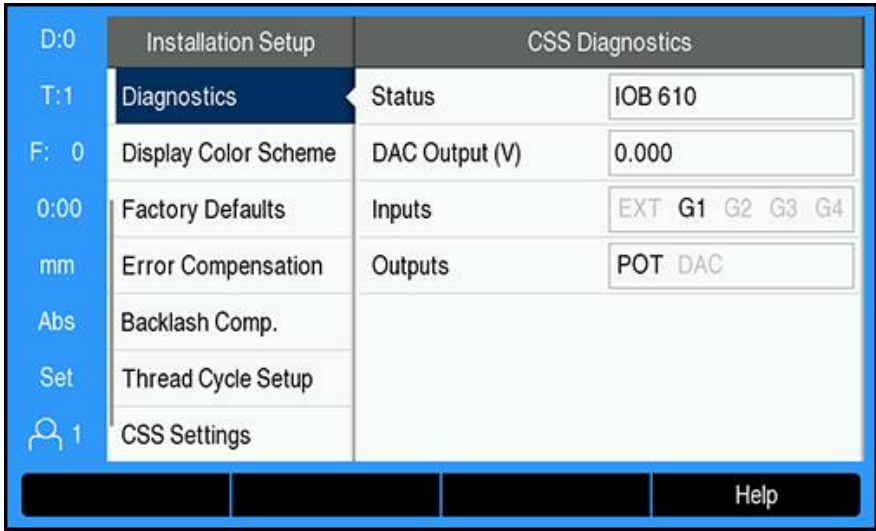 D:0 Installation Setup CSS Diagnostics
T:1 Diagnostics Status IOB 610
F: 0 Display Color Scheme DAC Output (V) 0.000
0:00 Factory Defaults Inputs EXT G1 G2 G3 G4
mm Error Compensation Outputs POT DAC
Abs Backlash Comp.
Set Thread Cycle Setup
1 CSS Settings
Help